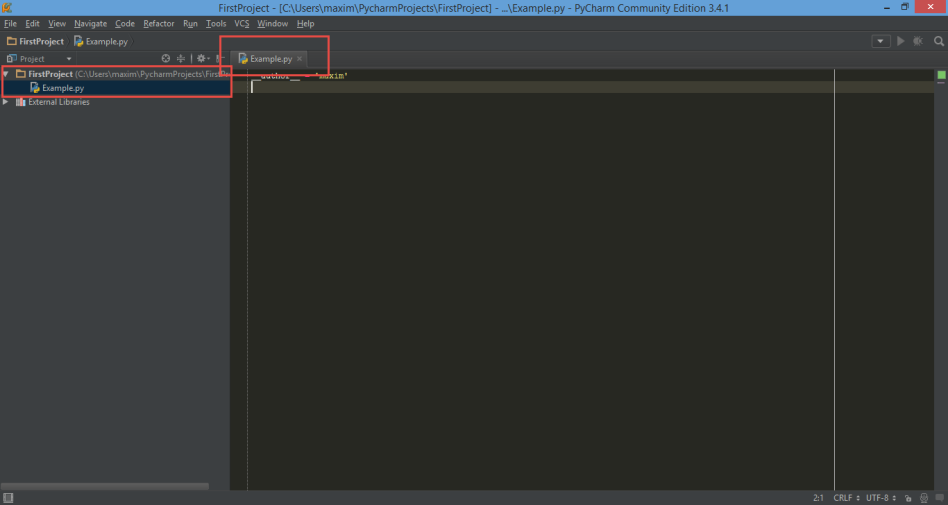 FirstProject - [C:\Users\maxim\PycharmProjects\FirstProject] - ...\Example.py - PyCharm Community Edition 3.4.1
File Edit View Navigate Code Refactor Run Tools VCS Window Help
FirstProject Example.py
Project Example.py
FirstProject (C:\Users\maxim\PycharmProjects\FirstPr
__author__ = 'maxim'
Example.py
External Libraries
2:1 CRLF UTF-8